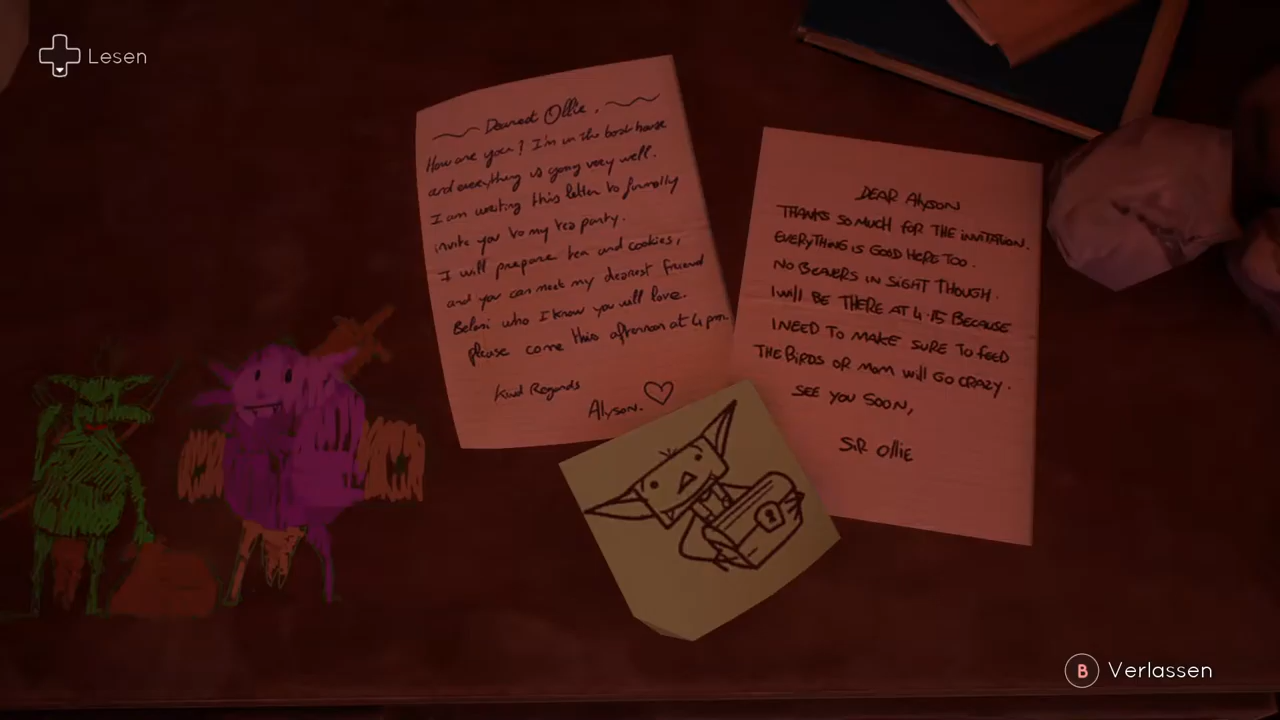 Lesen
Dearest Ollie,
How are you? I'm in the boat house
and everything is going very well.
I am writing this letter to formally
invite you to my tea party.
I will prepare tea and cookies,
and you can meet my dearest friend
Beloni who I know you will love.
please come this afternoon at 4 pm.
Kind Regards
Alyson.
DEAR Alyson
THANKS SO MUCH FOR THE INVITATION.
EVERYTHING IS GOOD HERE TOO.
NO BEAVERS IN SIGHT THOUGH.
I will BE THERE AT 4.15 BECAUSE
I NEED TO MAKE SURE TO FEED
THE BIRDS OR MOM will GO CRAZY.
SEE YOU SOON,
SIR Ollie
B Verlassen